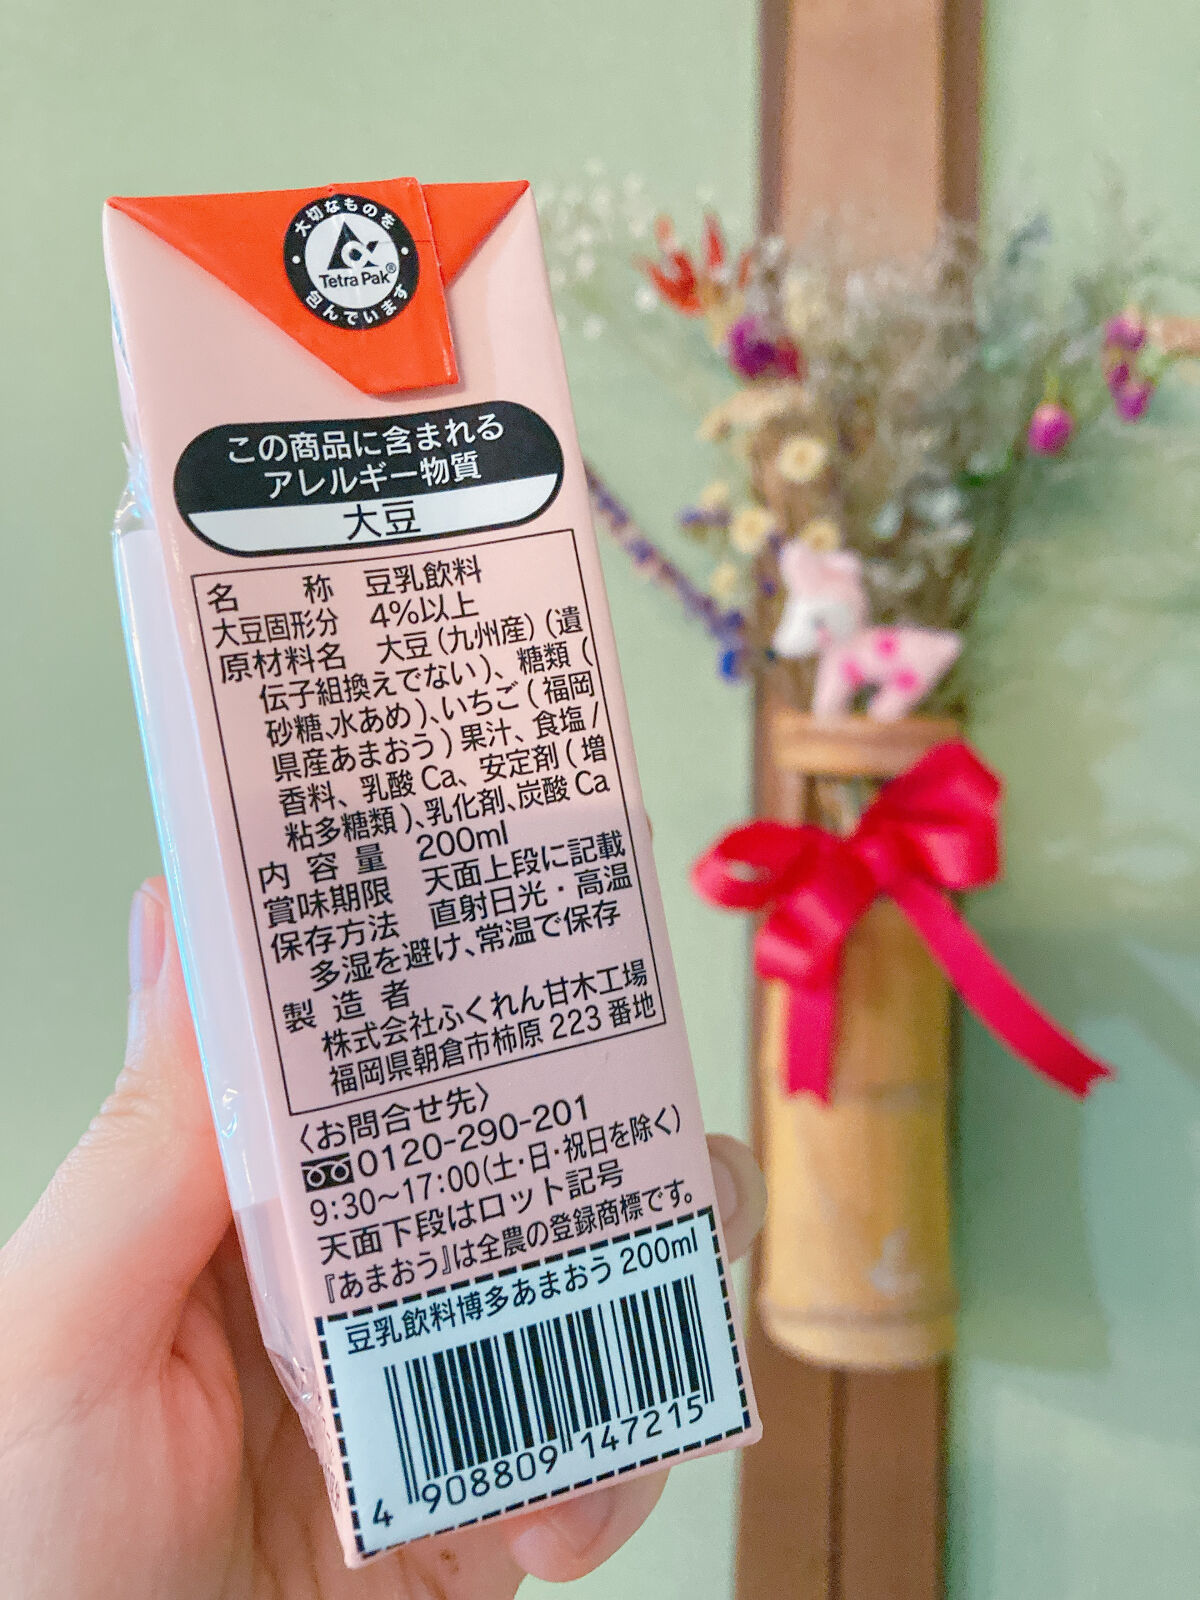 大切なものを
Tetra Pak®
包んでいます
この商品に含まれる
アレルギー物質
大豆
名　　称　豆乳飲料
大豆固形分　4%以上
原材料名　大豆（九州産）（遺
伝子組換えでない）、糖類（
砂糖、水あめ）、いちご（福岡
県産あまおう）果汁、食塩/
香料、乳酸Ca、安定剤（増
粘多糖類）、乳化剤、炭酸Ca
内容量　200ml
賞味期限　天面上段に記載
保存方法　直射日光・高温
多湿を避け、常温で保存
製造者
株式会社ふくれん甘木工場
福岡県朝倉市柿原223番地
〈お問合せ先〉
0120-290-201
9:30～17:00(土・日・祝日を除く)
天面下段はロット記号
『あまおう』は全農の登録商標です。
豆乳飲料博多あまおう 200ml
4 908809 147215